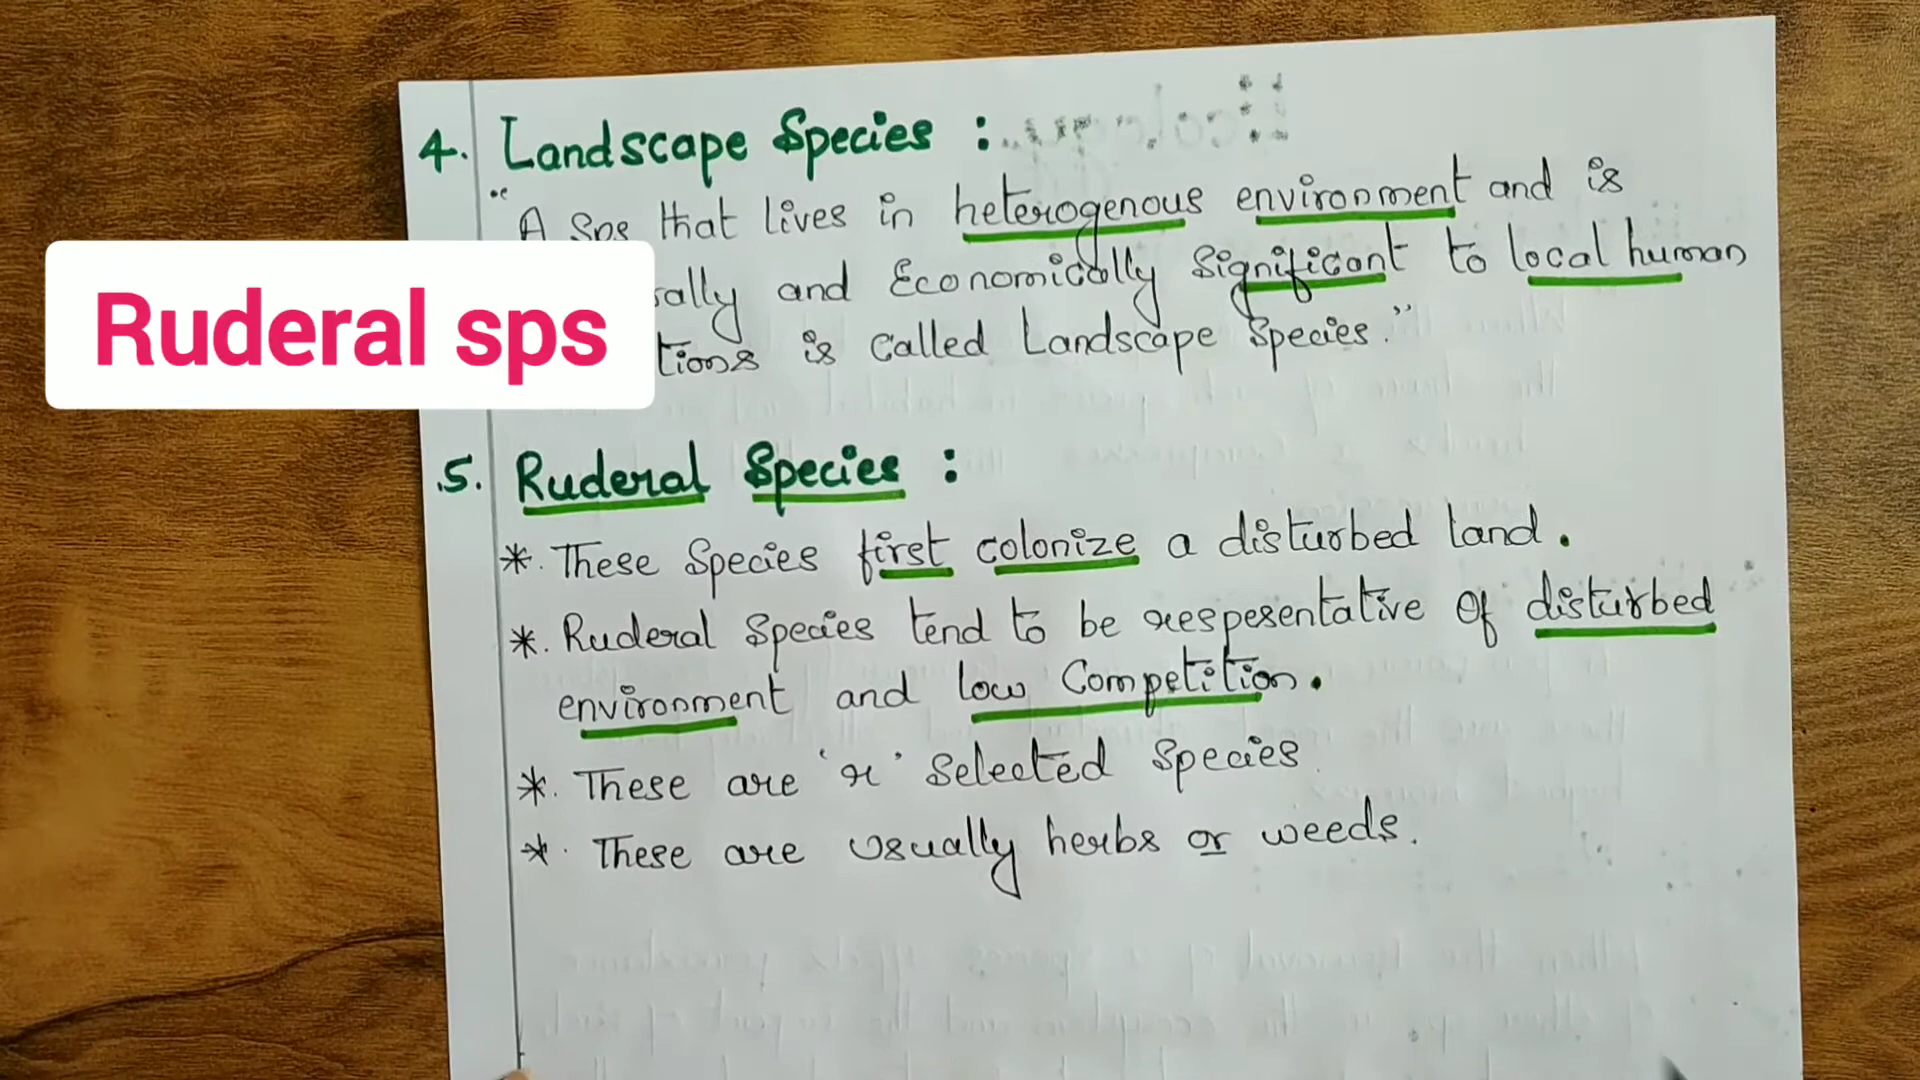 4. Landscape Species :
" A sps that lives in heterogenous environment and is
and Economically significant to local human
is called Landscape Species."
Ruderal sps
5. Ruderal Species :
*. These Species first colonize a disturbed land.
*. Ruderal Species tend to be respesentative of disturbed
environment and low Competition.
*. These are 'r' Selected Species
*. These are usually herbs or weeds.